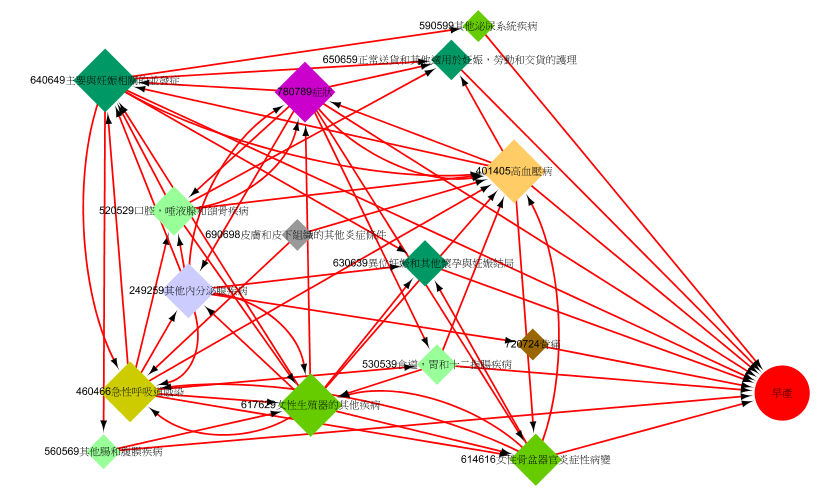 590599其他泌尿系統疾病
650659正常送貨和其他適用於妊娠，勞動和交貨的護理
640649主要與妊娠相關的並發症
780789症狀
401405高血壓病
520529口腔，唾液腺和頜骨疾病
690698皮膚和皮下組織的其他炎症條件
630639異位妊娠和其他懷孕與妊娠結局
249259其他內分泌腺疾病
720724背痛
530539食道，胃和十二指腸疾病
早產
460466急性呼吸道感染
617629女性生殖器的其他疾病
560569其他腸和腹膜疾病
614616女性骨盆器官炎症性病變